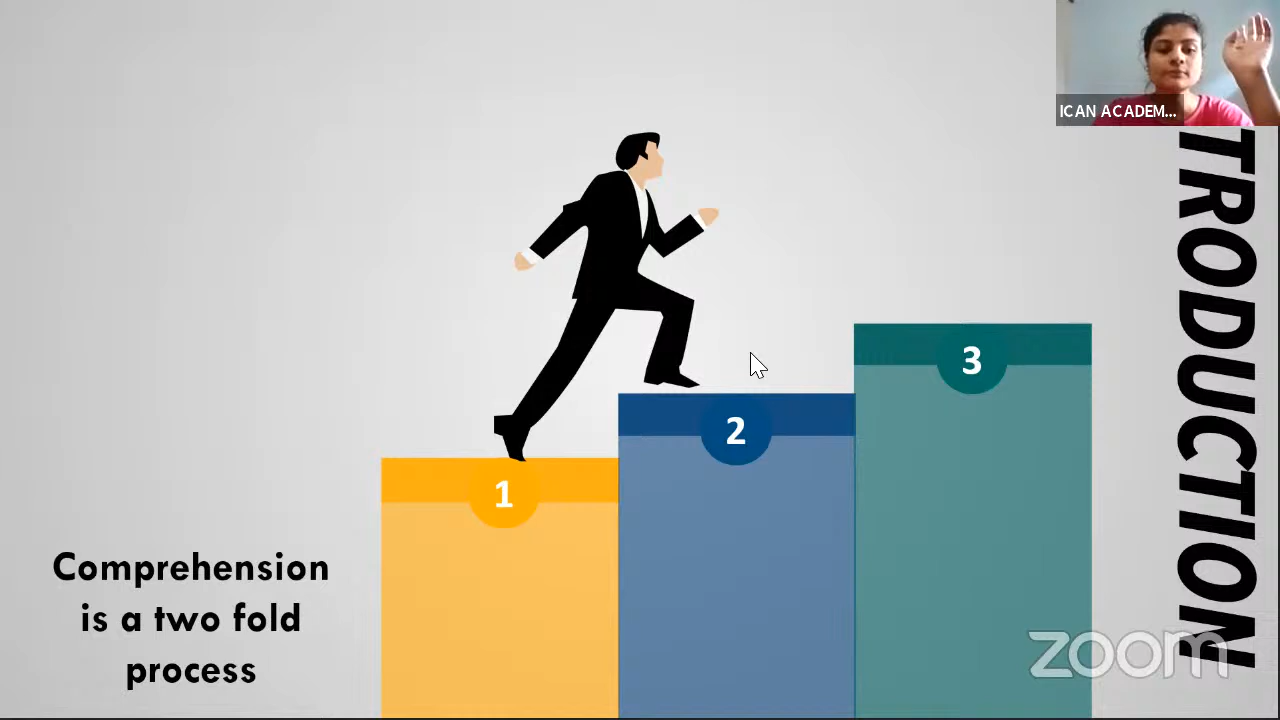 ICAN ACADEM...
TRODUCTION
1
2
3
Comprehension
is a two fold
process
zoom